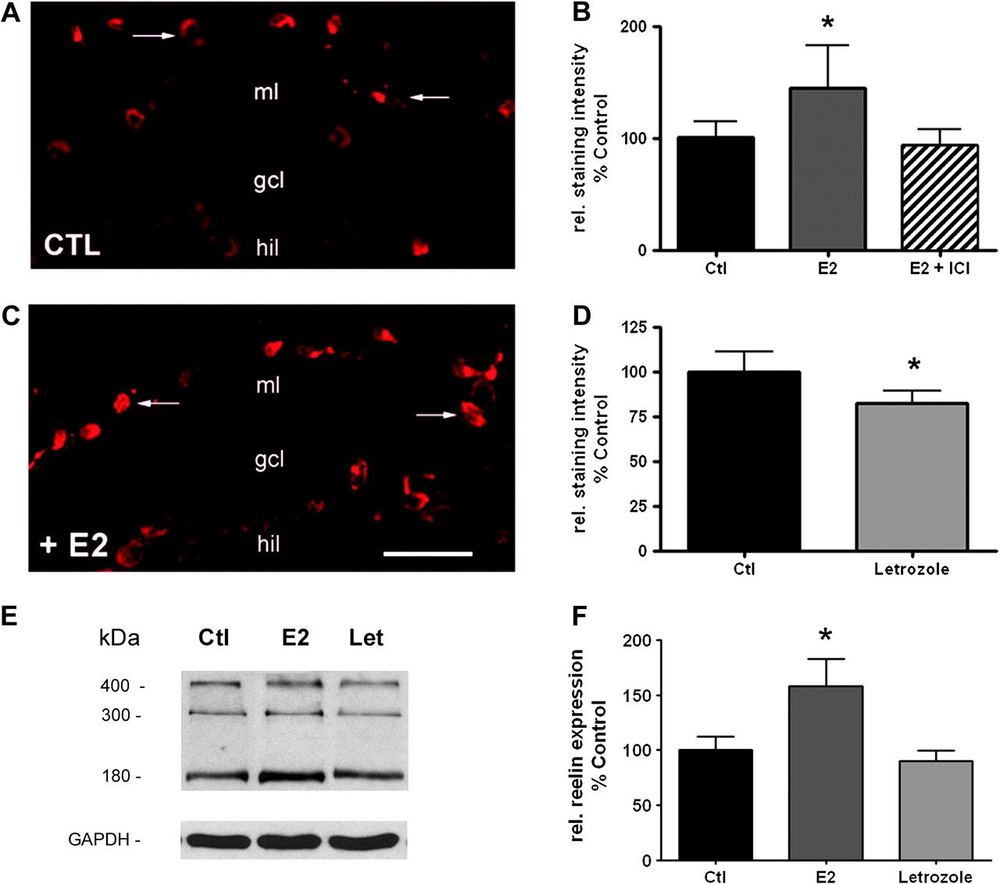 A
ml
gcl
CTL
hil
B
rel. staining intensity
% Control
200
*
100
0
Ctl E2 E2 + ICI
C
ml
gcl
+ E2
hil
D
rel. staining intensity
% Control
125
100
*
75
50
25
0
Ctl Letrozole
E
kDa Ctl E2 Let
400 -
300 -
180 -
GAPDH -
F
rel. reelin expression
% Control
200
*
150
100
50
0
Ctl E2 Letrozole